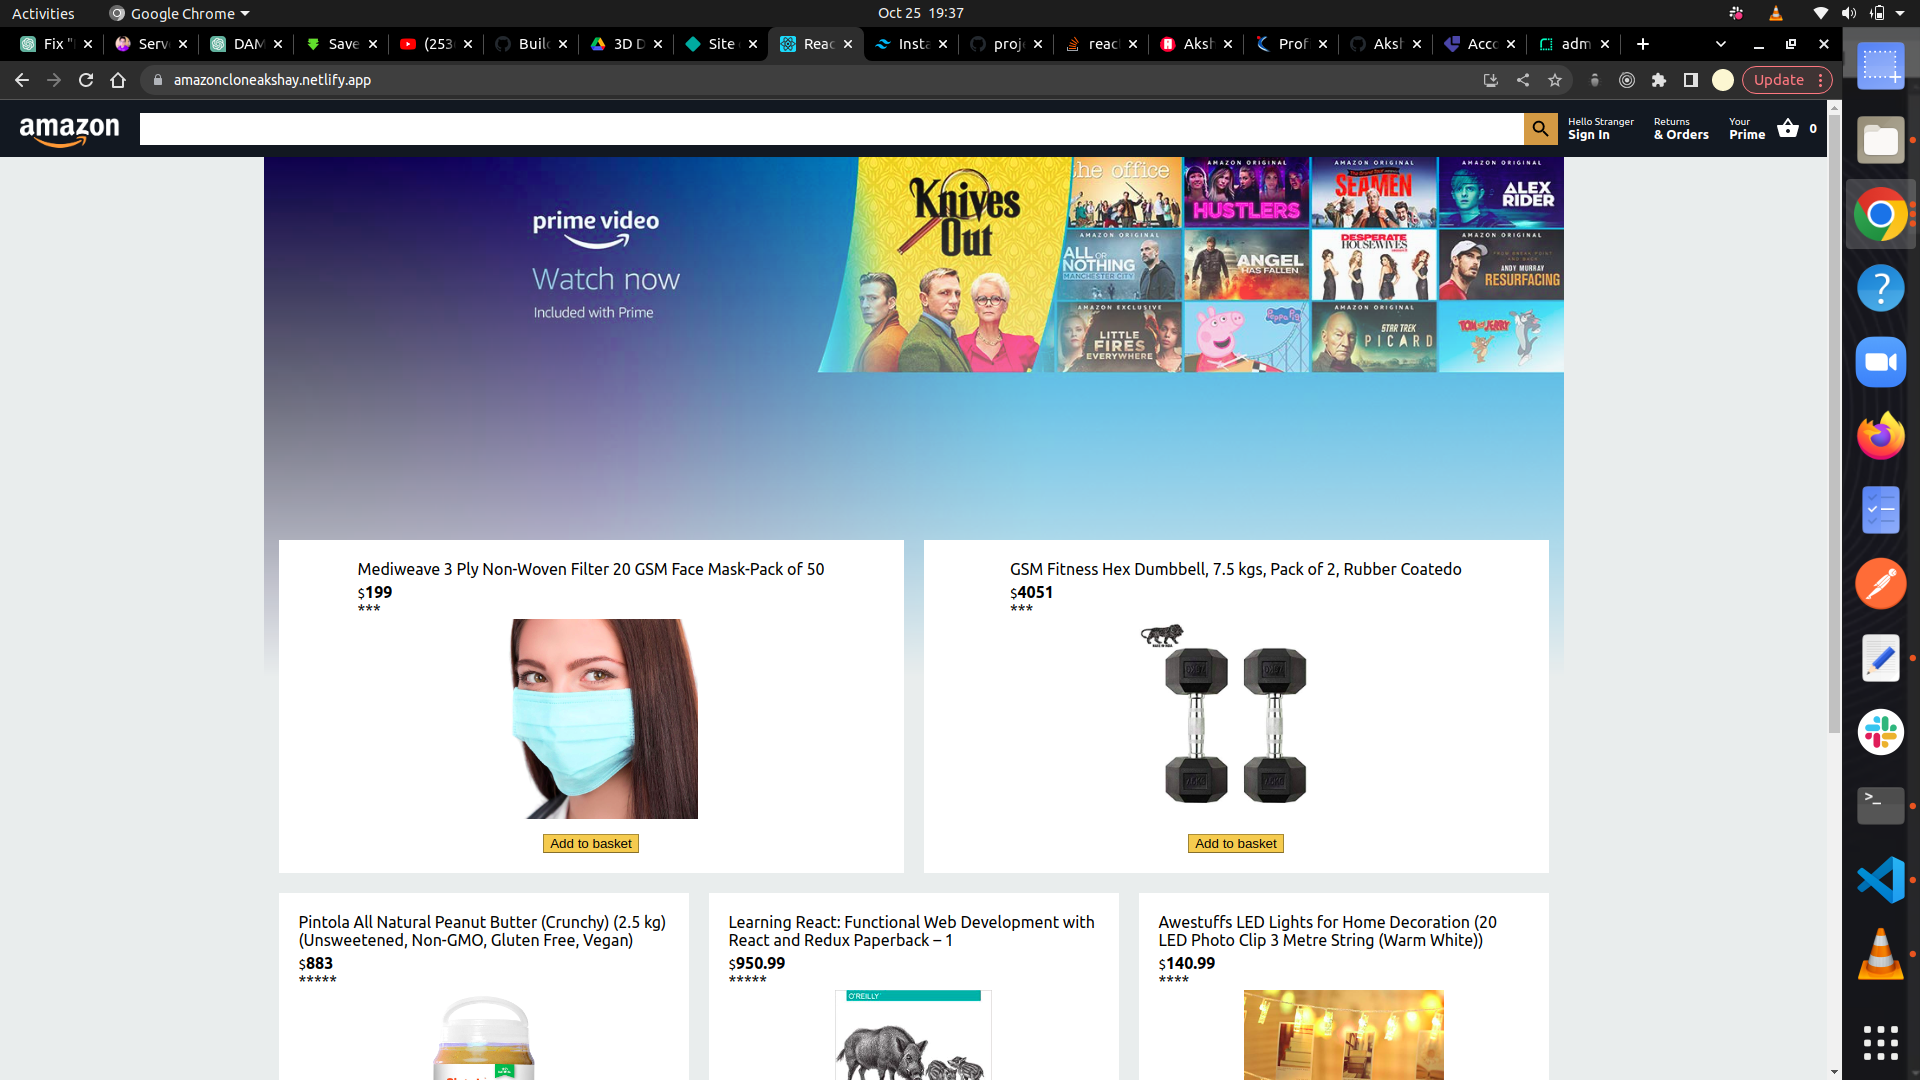 Activities
Google Chrome
Oct 25 19:37
Fix "
Serv
DAM
Save
(253
Build
3D D
Site
Reac
Insta
proj
reac
Aksh
Profi
Aksh
Acco
adm
amazoncloneakshay.netlify.app
Update
amazon
Hello Stranger
Sign In
Returns
& Orders
Your
Prime
0
prime video
Watch now
Included with Prime
Knives
Out
the office
AMAZON ORIGINAL
HUSTLERS
AMAZON ORIGINAL
SEAMEN
AMAZON ORIGINAL
ALEX
RIDER
AMAZON ORIGINAL
ALL OR
NOTHING
MANCHESTER CITY
ANGEL
HAS FALLEN
DESPERATE
HOUSEWIVES
AMAZON ORIGINAL
ANDY MURRAY
RESURFACING
AMAZON EXCLUSIVE
LITTLE
FIRES
EVERYWHERE
Peppa Pig
AMAZON ORIGINAL
STAR TREK
PICARD
TOM and JERRY
Mediweave 3 Ply Non-Woven Filter 20 GSM Face Mask-Pack of 50
$199
***
Add to basket
GSM Fitness Hex Dumbbell, 7.5 kgs, Pack of 2, Rubber Coatedo
$4051
***
Add to basket
Pintola All Natural Peanut Butter (Crunchy) (2.5 kg)
(Unsweetened, Non-GMO, Gluten Free, Vegan)
$883
*****
Learning React: Functional Web Development with
React and Redux Paperback – 1
$950.99
*****
O'REILLY
Awestuffs LED Lights for Home Decoration (20
LED Photo Clip 3 Metre String (Warm White))
$140.99
****